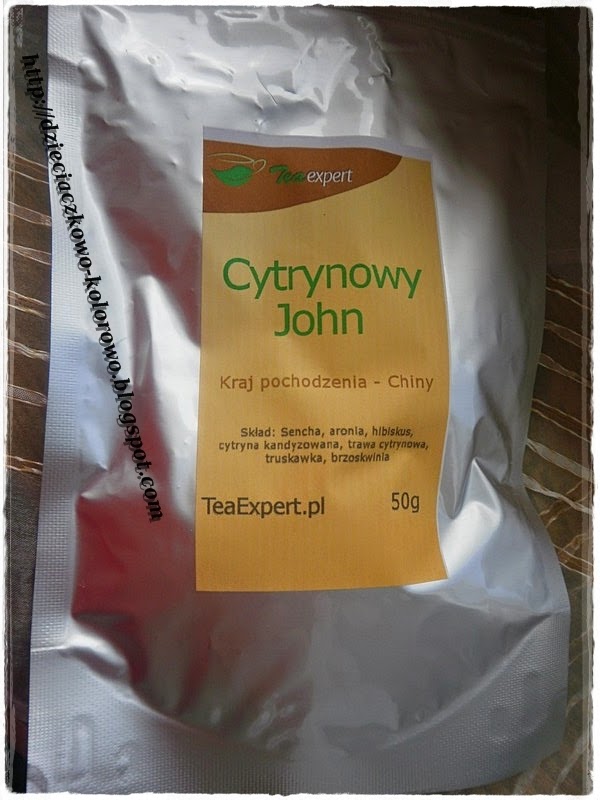 http://dzieciaczkowo-kolorowo.blogspot.com
Teaexpert
Cytrynowy
John
Kraj pochodzenia - Chiny
Skład: Sencha, aronia, hibiskus,
cytryna kandyzowana, trawa cytrynowa,
truskawka, brzoskwinia
TeaExpert.pl 50g